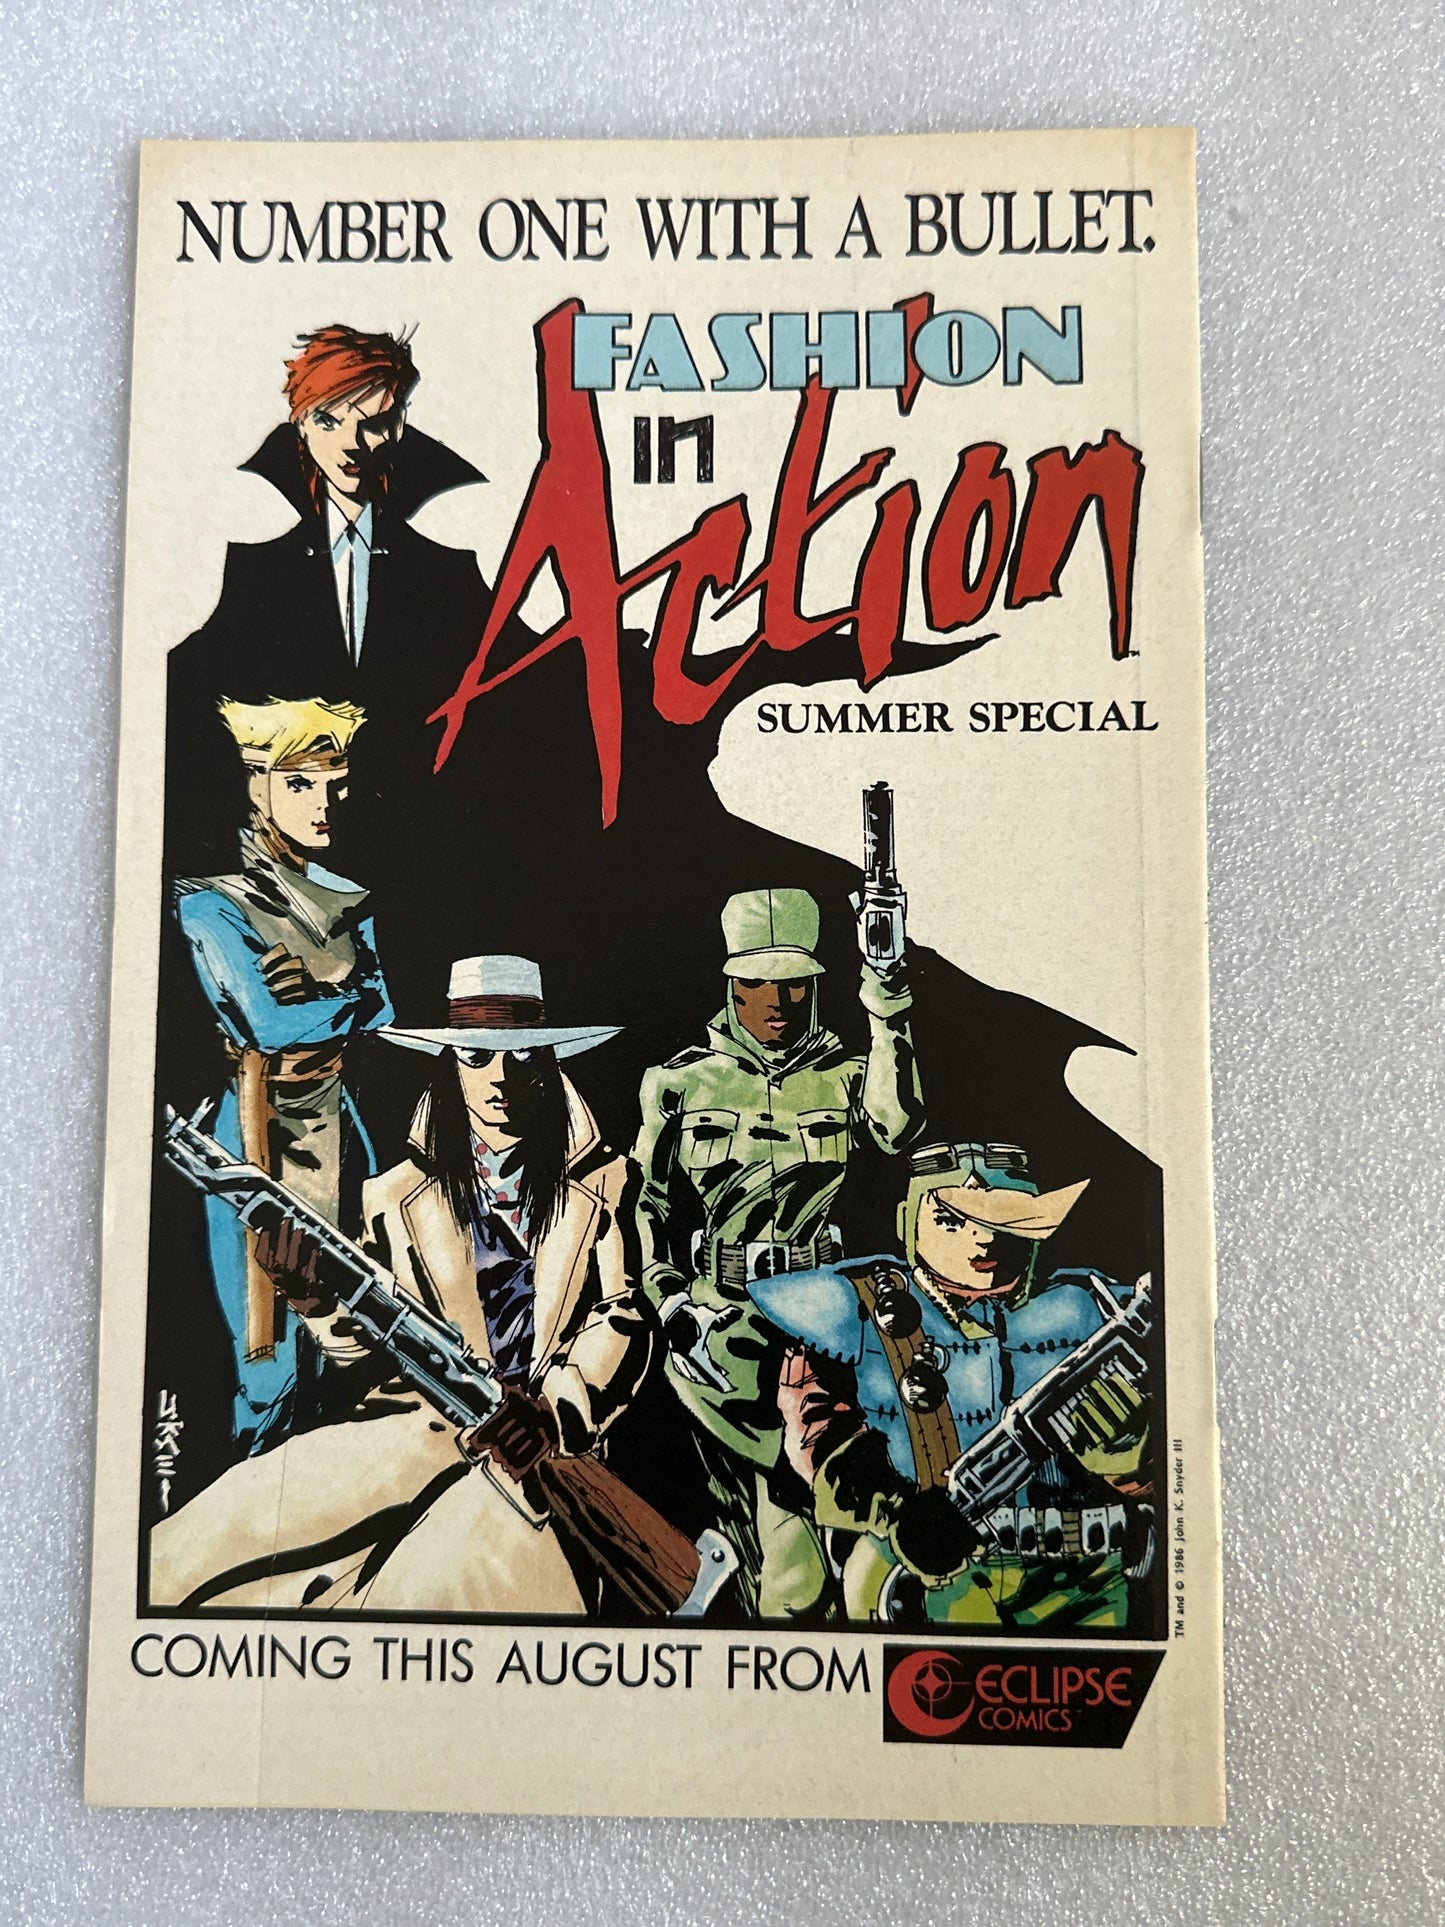 NUMBER ONE WITH A BULLET.
FASHION
IN
ACTION
TM
SUMMER SPECIAL
TM and © 1986 John K. Snyder III
COMING THIS AUGUST FROM
ECLIPSE
COMICS